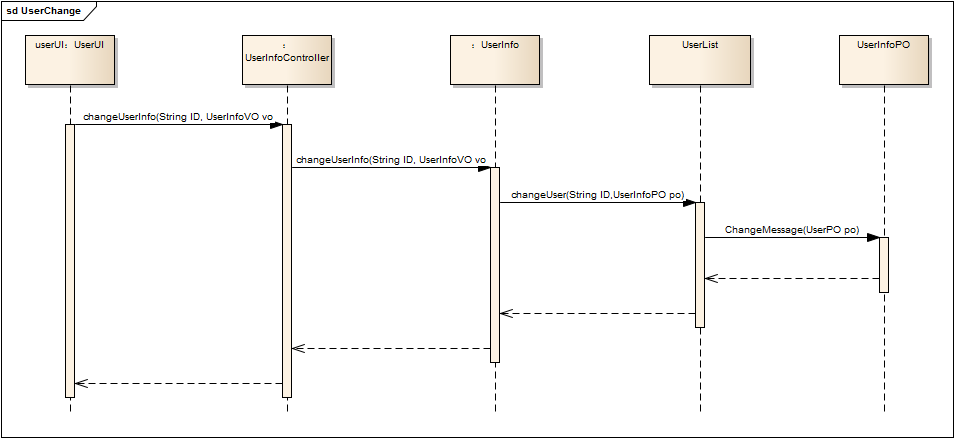 sd UserChange
userUI：UserUI
：
UserInfoController
：UserInfo
UserList
UserInfoPO
changeUserInfo(String ID, UserInfoVO vo
changeUserInfo(String ID, UserInfoVO vo
changeUser(String ID,UserInfoPO po)
ChangeMessage(UserPO po)